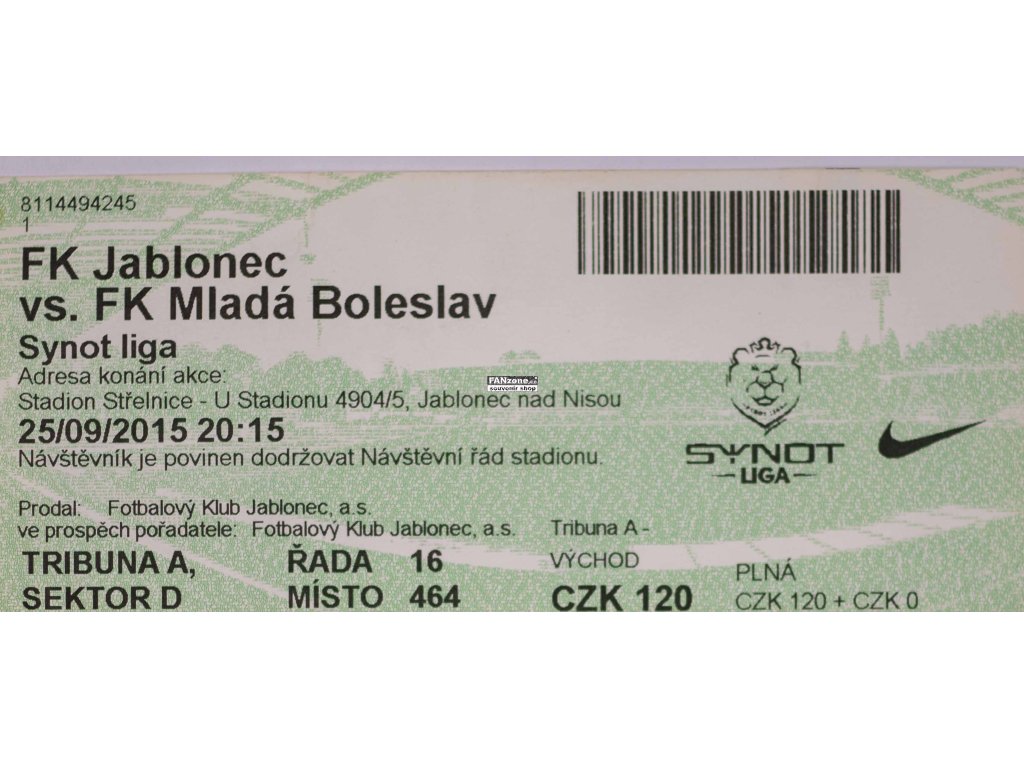 8114494245
1
FK Jablonec
vs. FK Mladá Boleslav
Synot liga
Adresa konání akce:
Stadion Střelnice - U Stadionu 4904/5, Jablonec nad Nisou
25/09/2015 20:15
Návštěvník je povinen dodržovat Návštěvní řád stadionu.
FANzone.cz
souvenir shop
SYNOT
LIGA
Prodal: Fotbalový Klub Jablonec, a.s.
ve prospěch pořadatele: Fotbalový Klub Jablonec, a.s.
TRIBUNA A, ŘADA 16
SEKTOR D MÍSTO 464
Tribuna A -
VÝCHOD
CZK 120
PLNÁ
CZK 120 + CZK 0